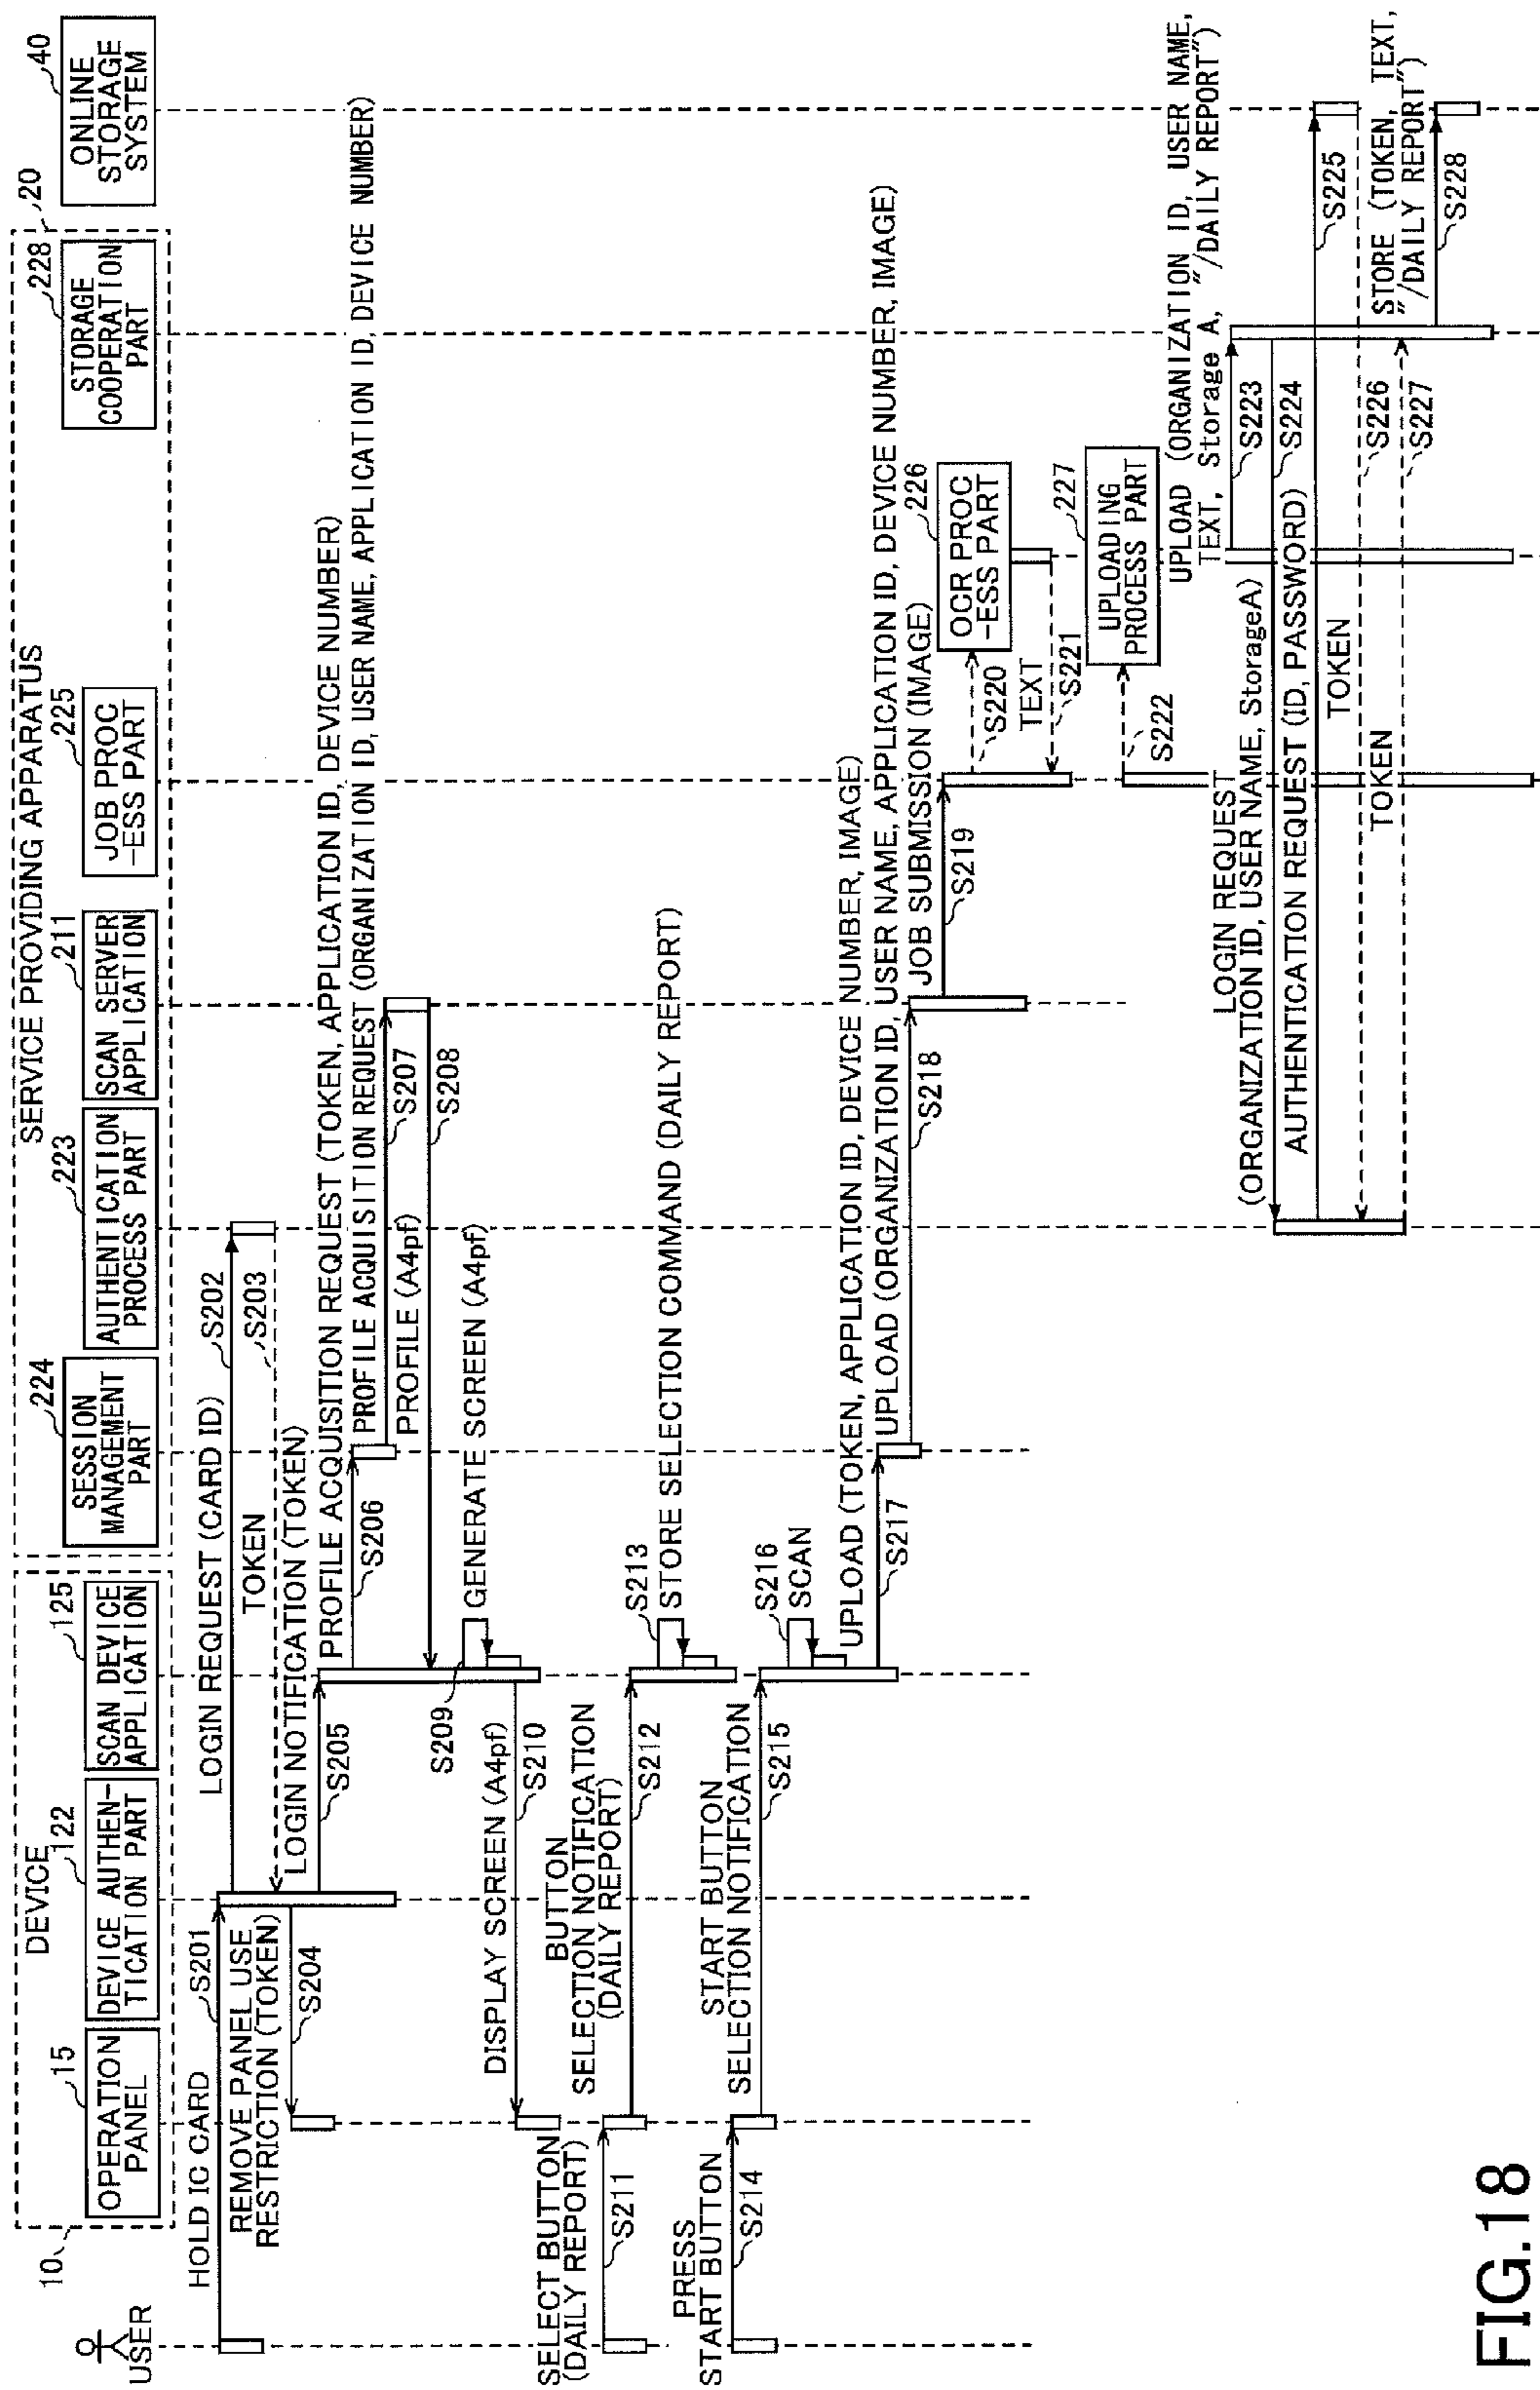 10
DEVICE
15
OPERATION
PANEL
122
DEVICE AUTHEN-
TICATION PART
125
SCAN DEVICE
APPLICATION
SERVICE PROVIDING APPARATUS
20
224
SESSION
MANAGEMENT
PART
223
AUTHENTICATION
PROCESS PART
211
SCAN SERVER
APPLICATION
225
JOB PROC
-ESS PART
228
STORAGE
COOPERATION
PART
40
ONLINE
STORAGE
SYSTEM
USER
HOLD IC CARD
S201
LOGIN REQUEST (CARD ID)
S202
TOKEN
S203
REMOVE PANEL USE
RESTRICTION (TOKEN)
S204
LOGIN NOTIFICATION (TOKEN)
S205
PROFILE ACQUISITION REQUEST (TOKEN, APPLICATION ID, DEVICE NUMBER)
S206
PROFILE ACQUISITION REQUEST (ORGANIZATION ID, USER NAME, APPLICATION ID, DEVICE NUMBER)
S207
PROFILE (A4pf)
S208
S209
GENERATE SCREEN (A4pf)
DISPLAY SCREEN (A4pf)
S210
SELECT BUTTON
(DAILY REPORT)
S211
BUTTON
SELECTION NOTIFICATION
(DAILY REPORT)
S212
S213
STORE SELECTION COMMAND (DAILY REPORT)
PRESS
START BUTTON
S214
START BUTTON
SELECTION NOTIFICATION
S215
S216
SCAN
UPLOAD (TOKEN, APPLICATION ID, DEVICE NUMBER, IMAGE)
S217
UPLOAD (ORGANIZATION ID, USER NAME, APPLICATION ID, DEVICE NUMBER, IMAGE)
S218
JOB SUBMISSION (IMAGE)
S219
226
OCR PROC
-ESS PART
S220
TEXT
S221
227
UPLOADING
PROCESS PART
S222
UPLOAD (ORGANIZATION ID, USER NAME,
TEXT, Storage A, "/DAILY REPORT")
S223
LOGIN REQUEST
(ORGANIZATION ID, USER NAME, StorageA)
S224
AUTHENTICATION REQUEST (ID, PASSWORD)
S225
TOKEN
S226
TOKEN
S227
STORE (TOKEN, TEXT,
"/DAILY REPORT")
S228
FIG.18